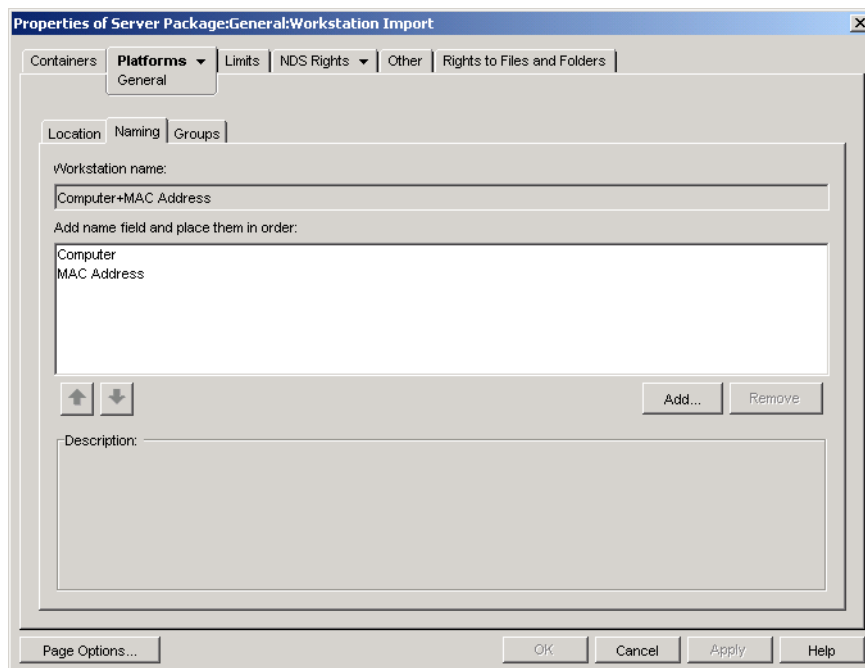 Properties of Server Package:General:Workstation Import
Containers Platforms Limits NDS Rights Other Rights to Files and Folders
General
Location Naming Groups
Workstation name:
Computer+MAC Address
Add name field and place them in order:
Computer
MAC Address
Add... Remove
Description:
Page Options... OK Cancel Apply Help